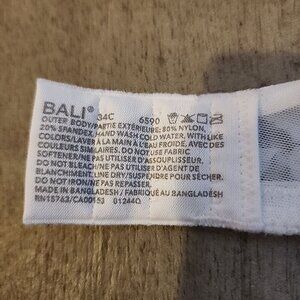 BALI®
34C 6590
OUTER BODY/PARTIE EXTERIEURE: 80% NYLON,
20% SPANDEX. HAND WASH COLD WATER, WITH LIKE
COLORS/LAVER À LA MAIN À L'EAU FROIDE, AVEC DES
COULEURS SIMILAIRES. DO NOT USE FABRIC
SOFTENER/NE PAS UTILISER D'ASSOUPLISSEUR.
DO NOT BLEACH/NE PAS UTILISER D'AGENT DE
BLANCHIMENT. LINE DRY/SUSPENDRE POUR SÉCHER.
DO NOT IRON/NE PAS REPASSER.
MADE IN BANGLADESH / FABRIQUÉ AU BANGLADESH
RN15763/CA00153 01244Q